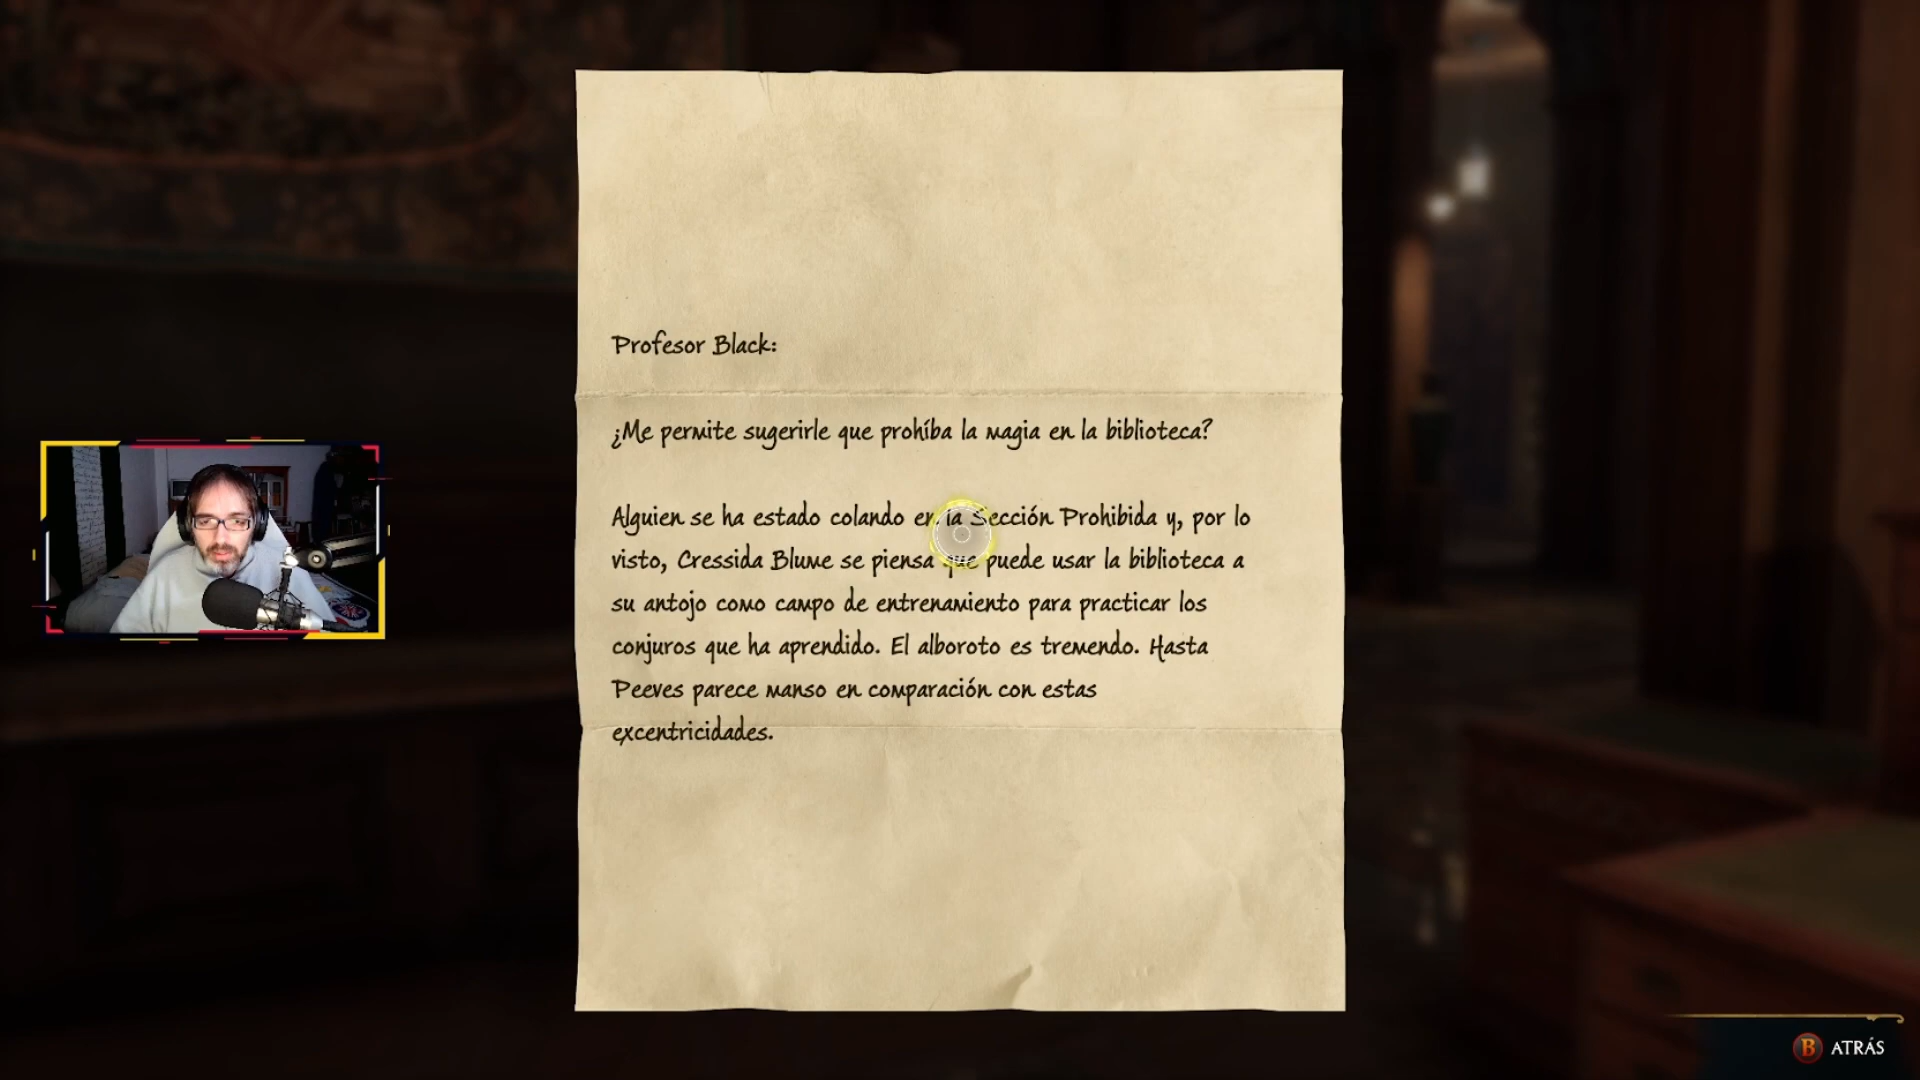 Profesor Black:
¿Me permite sugerirle que prohíba la magia en la biblioteca?
Alguien se ha estado colando en la Sección Prohibida y, por lo
visto, Cressida Blume se piensa que puede usar la biblioteca a
su antojo como campo de entrenamiento para practicar los
conjuros que ha aprendido. El alboroto es tremendo. Hasta
Peeves parece manso en comparación con estas
excentricidades.
B ATRÁS